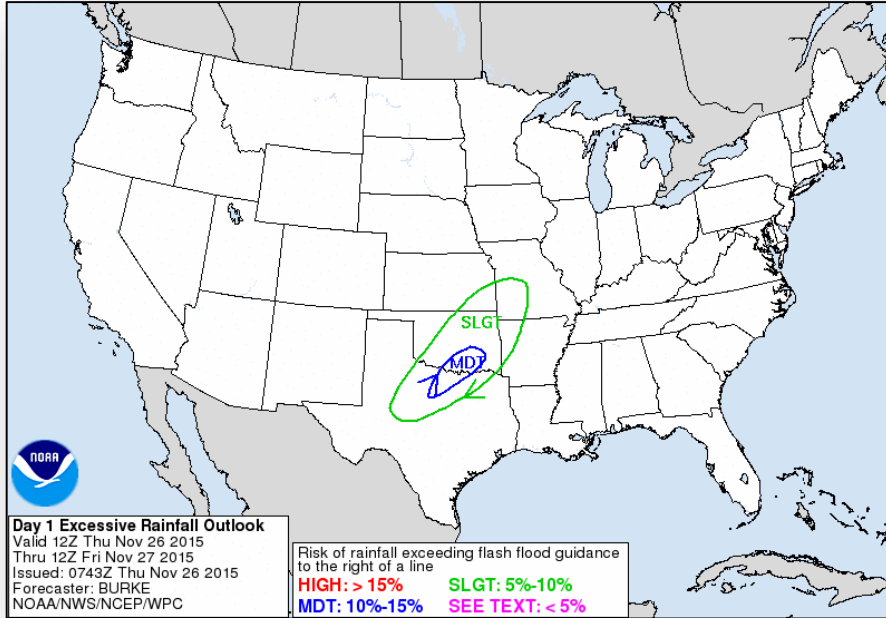 SLGT
MDT
NOAA
Day 1 Excessive Rainfall Outlook
Valid 12Z Thu Nov 26 2015
Thru 12Z Fri Nov 27 2015
Issued: 0743Z Thu Nov 26 2015
Forecaster: BURKE
NOAA/NWS/NCEP/WPC
Risk of rainfall exceeding flash flood guidance
to the right of a line
HIGH: > 15% SLGT: 5%-10%
MDT: 10%-15% SEE TEXT: < 5%